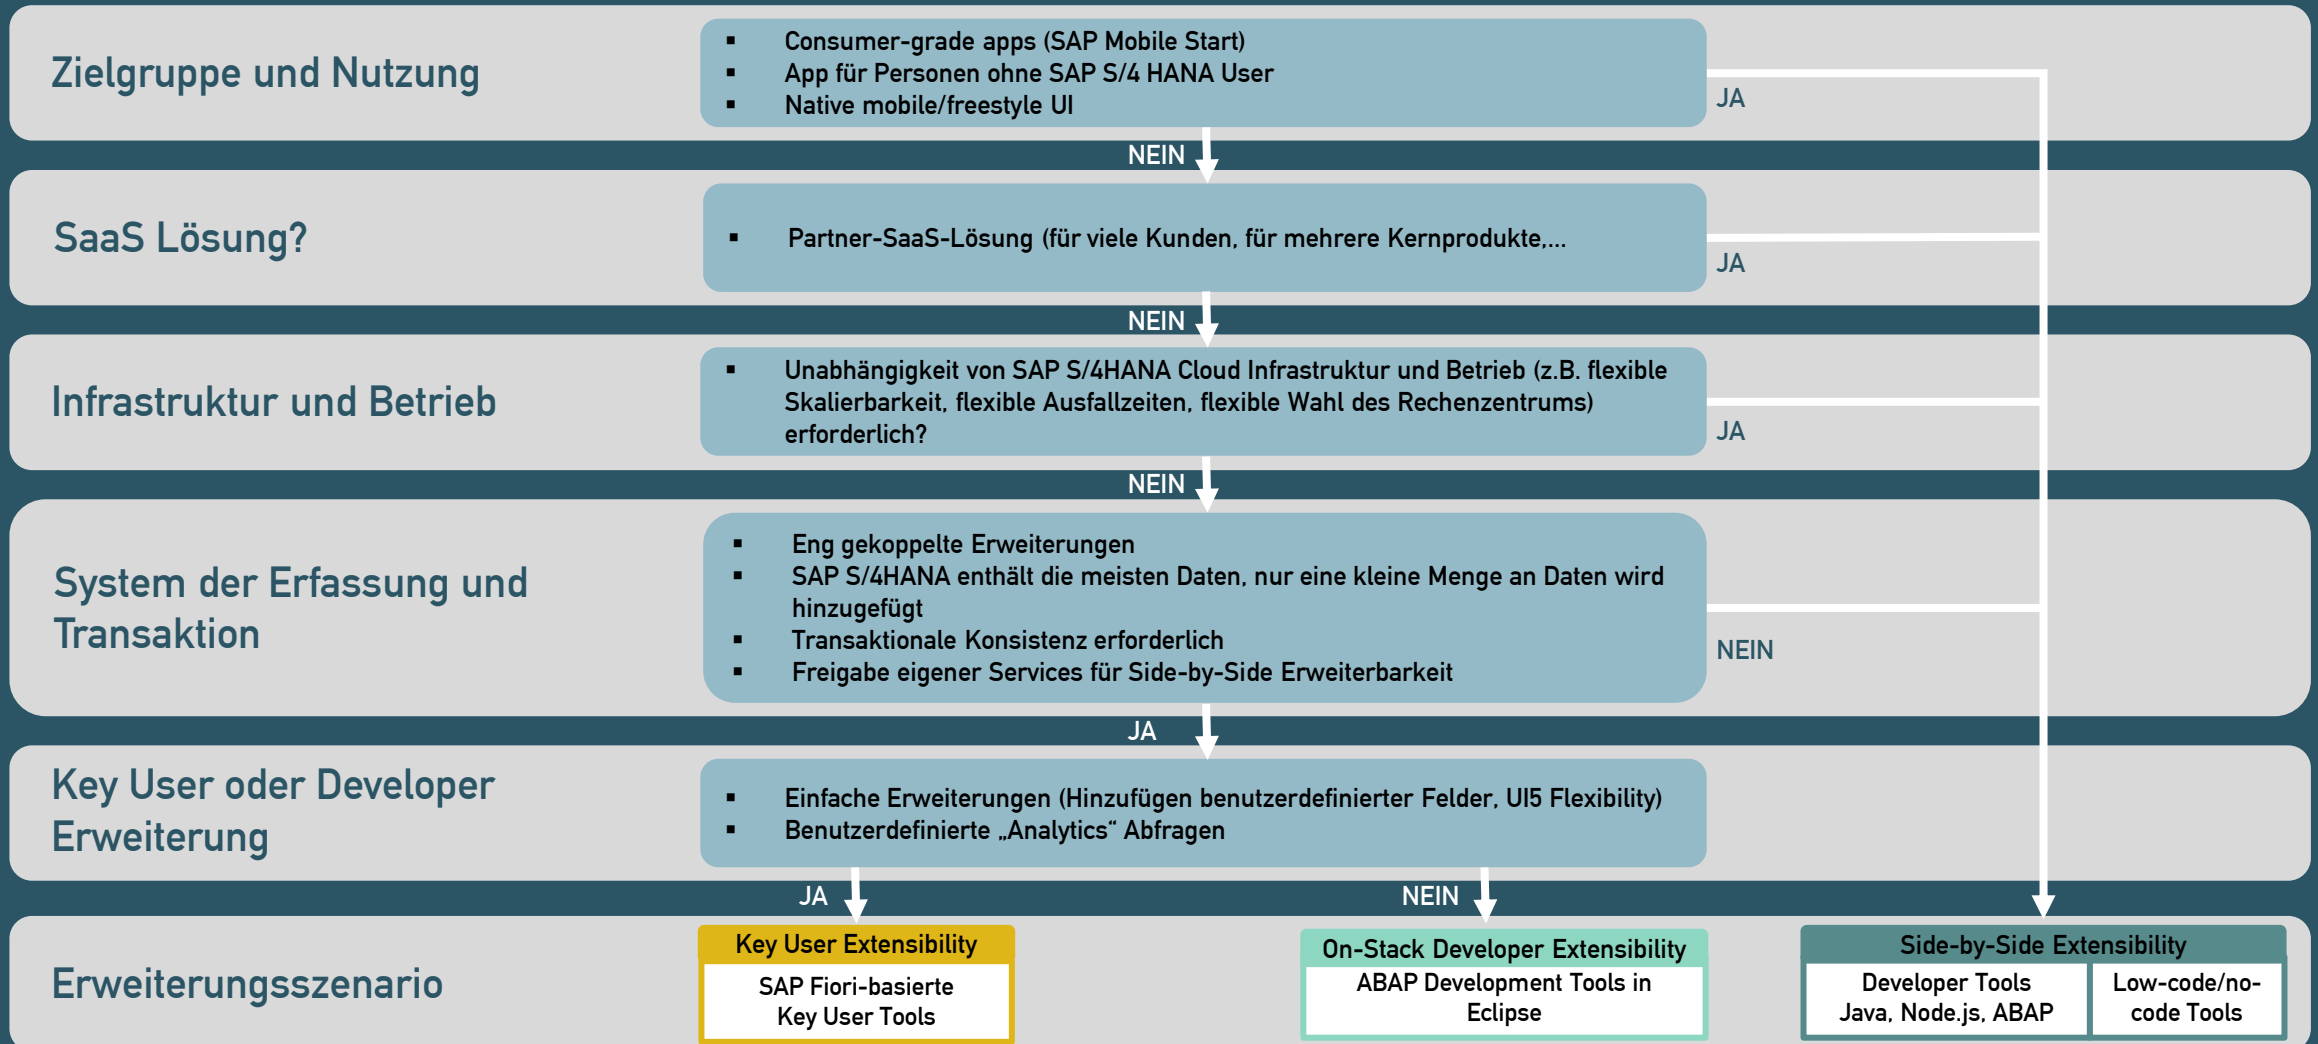 Zielgruppe und Nutzung
▪ Consumer-grade apps (SAP Mobile Start)
▪ App für Personen ohne SAP S/4 HANA User
▪ Native mobile/freestyle UI
JA
NEIN
SaaS Lösung?
▪ Partner-SaaS-Lösung (für viele Kunden, für mehrere Kernprodukte,...
JA
NEIN
Infrastruktur und Betrieb
▪ Unabhängigkeit von SAP S/4HANA Cloud Infrastruktur und Betrieb (z.B. flexible
Skalierbarkeit, flexible Ausfallzeiten, flexible Wahl des Rechenzentrums)
erforderlich?
JA
NEIN
System der Erfassung und
Transaktion
▪ Eng gekoppelte Erweiterungen
▪ SAP S/4HANA enthält die meisten Daten, nur eine kleine Menge an Daten wird
hinzugefügt
▪ Transaktionale Konsistenz erforderlich
▪ Freigabe eigener Services für Side-by-Side Erweiterbarkeit
NEIN
JA
Key User oder Developer
Erweiterung
▪ Einfache Erweiterungen (Hinzufügen benutzerdefinierter Felder, UI5 Flexibility)
▪ Benutzerdefinierte „Analytics“ Abfragen
JA
NEIN
Erweiterungsszenario
Key User Extensibility
SAP Fiori-basierte
Key User Tools
On-Stack Developer Extensibility
ABAP Development Tools in
Eclipse
Side-by-Side Extensibility
Developer Tools
Java, Node.js, ABAP
Low-code/no-
code Tools